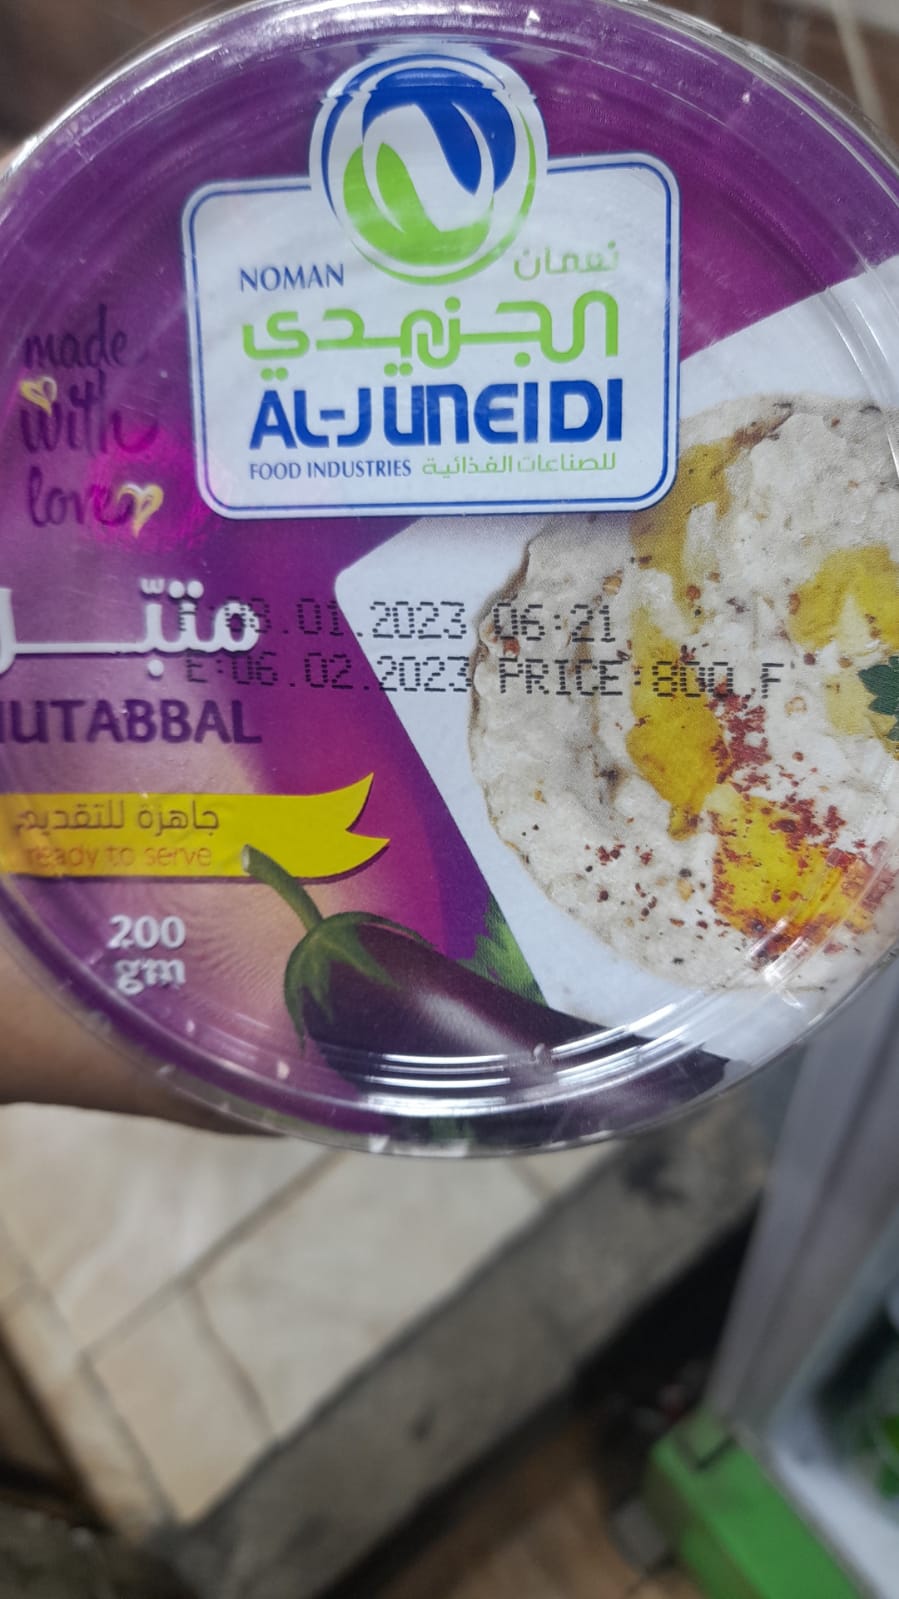 NOMAN نعمان
الجنيدي
AL-JUNEIDI
FOOD INDUSTRIES للصناعات الغذائية
made
with
love
متبّل
MUTABBAL
.01.2023 06:21
E:06.02.2023 PRICE:800 F
جاهزة للتقديم
ready to serve
200
gm